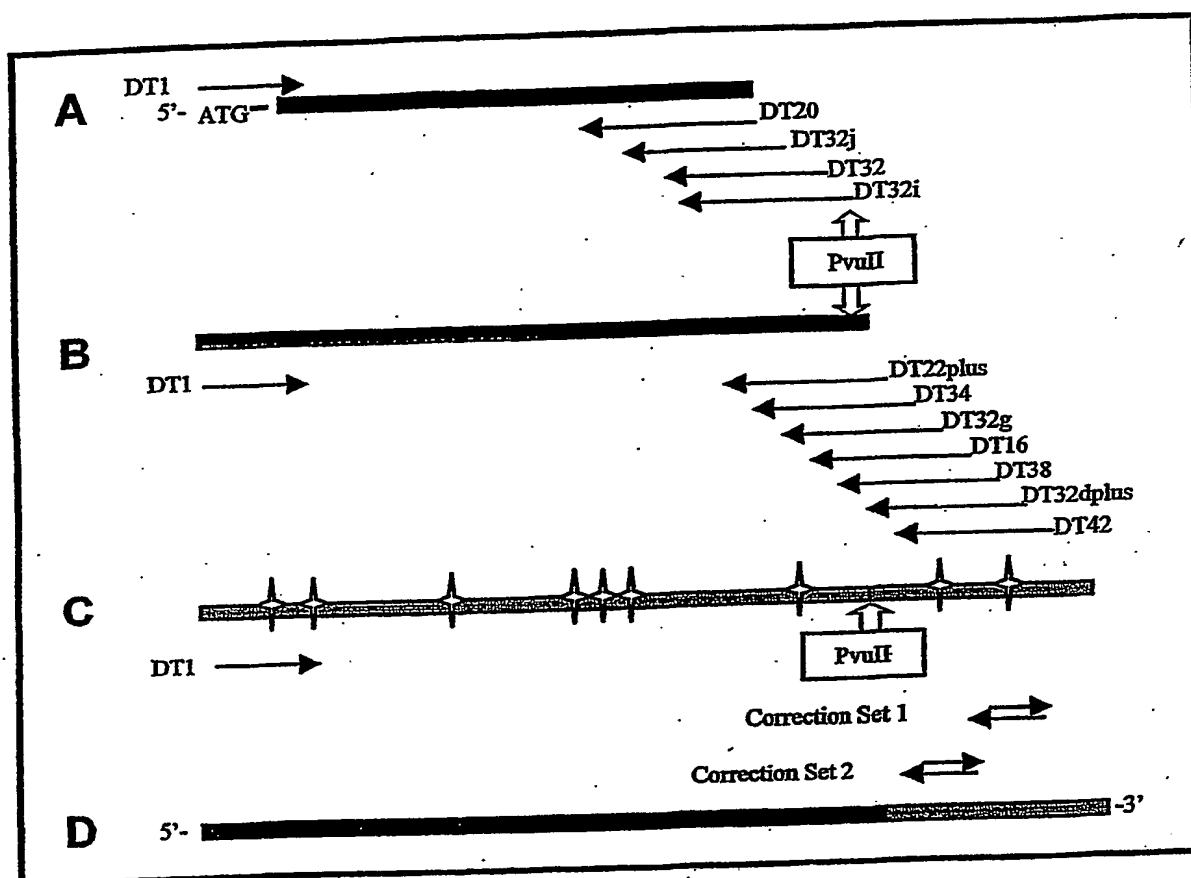 A
DT1
5'- ATG
DT20
DT32j
DT32
DT32i
PvuII
B
DT1
DT22plus
DT34
DT32g
DT16
DT38
DT32dplus
DT42
C
DT1
PvuII
Correction Set 1
Correction Set 2
D
5'-
-3'